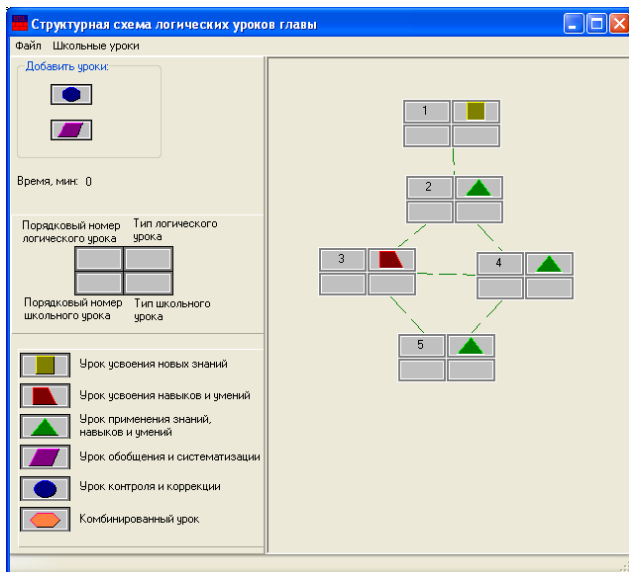 Структурная схема логических уроков главы
Файл Школьные уроки
Добавить уроки:
Время, мин: 0
Порядковый номер
логического урока
Тип логического
урока
Порядковый номер
школьного урока
Тип школьного
урока
Урок усвоения новых знаний
Урок усвоения навыков и умений
Урок применения знаний,
навыков и умений
Урок обобщения и систематизации
Урок контроля и коррекции
Комбинированный урок
1
2
3
4
5